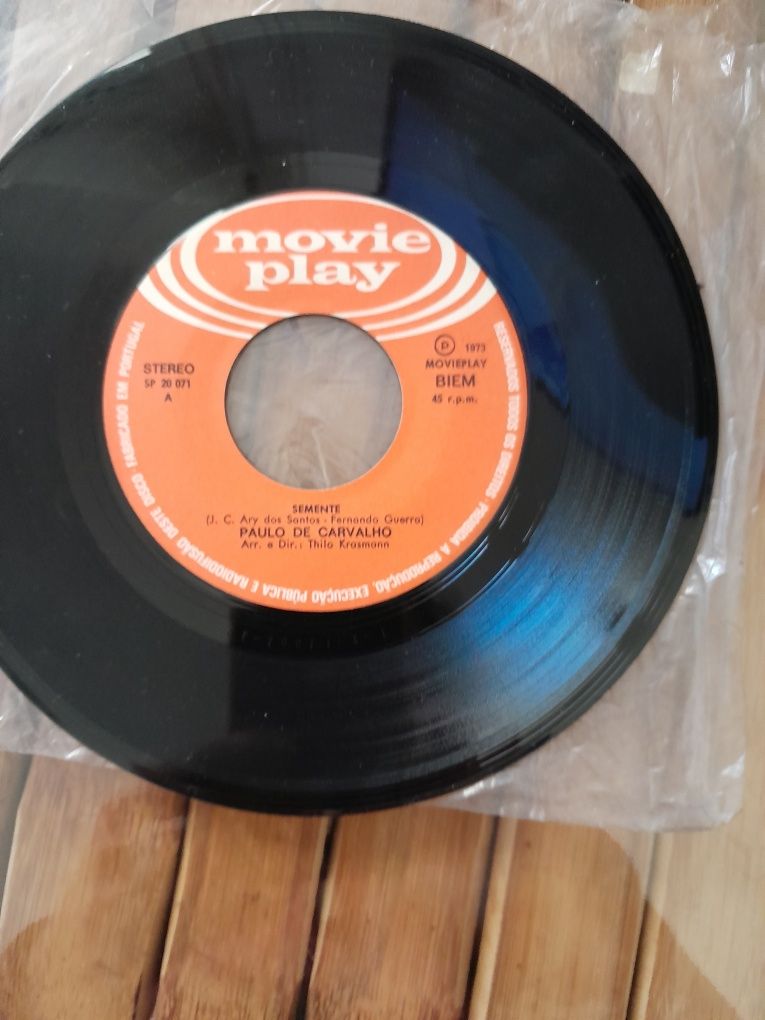 movie
play
STEREO
SP 20 071
A
℗ 1973
MOVIEPLAY
BIEM
45 r.p.m.
SEMENTE
(J. C. Ary dos Santos - Fernando Guerra)
PAULO DE CARVALHO
Arr. e Dir.: Thilo Krasmann
RESERVADOS TODOS OS DIREITOS. PROIBIDA A REPRODUÇÃO, EXECUÇÃO PÚBLICA E RADIODIFUSÃO DESTE DISCO FABRICADO EM PORTUGAL